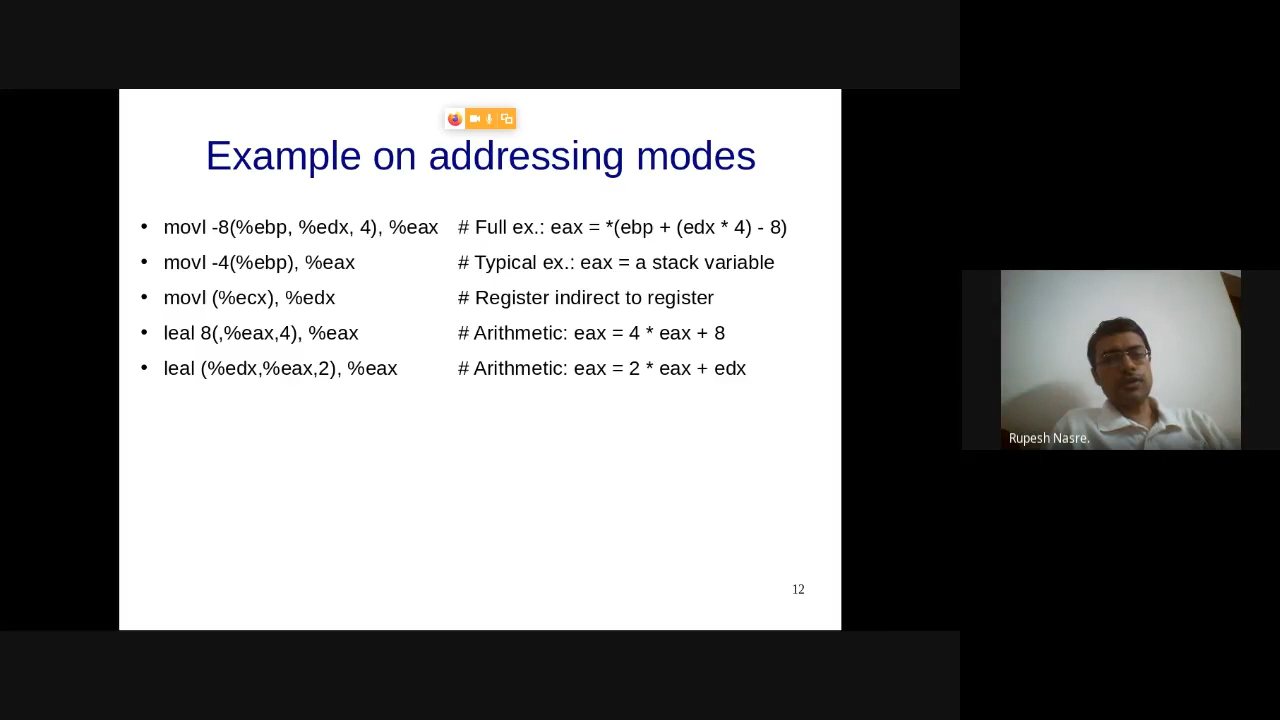 Example on addressing modes
• movl -8(%ebp, %edx, 4), %eax # Full ex.: eax = *(ebp + (edx * 4) - 8)
• movl -4(%ebp), %eax # Typical ex.: eax = a stack variable
• movl (%ecx), %edx # Register indirect to register
• leal 8(,%eax,4), %eax # Arithmetic: eax = 4 * eax + 8
• leal (%edx,%eax,2), %eax # Arithmetic: eax = 2 * eax + edx
12
Rupesh Nasre.